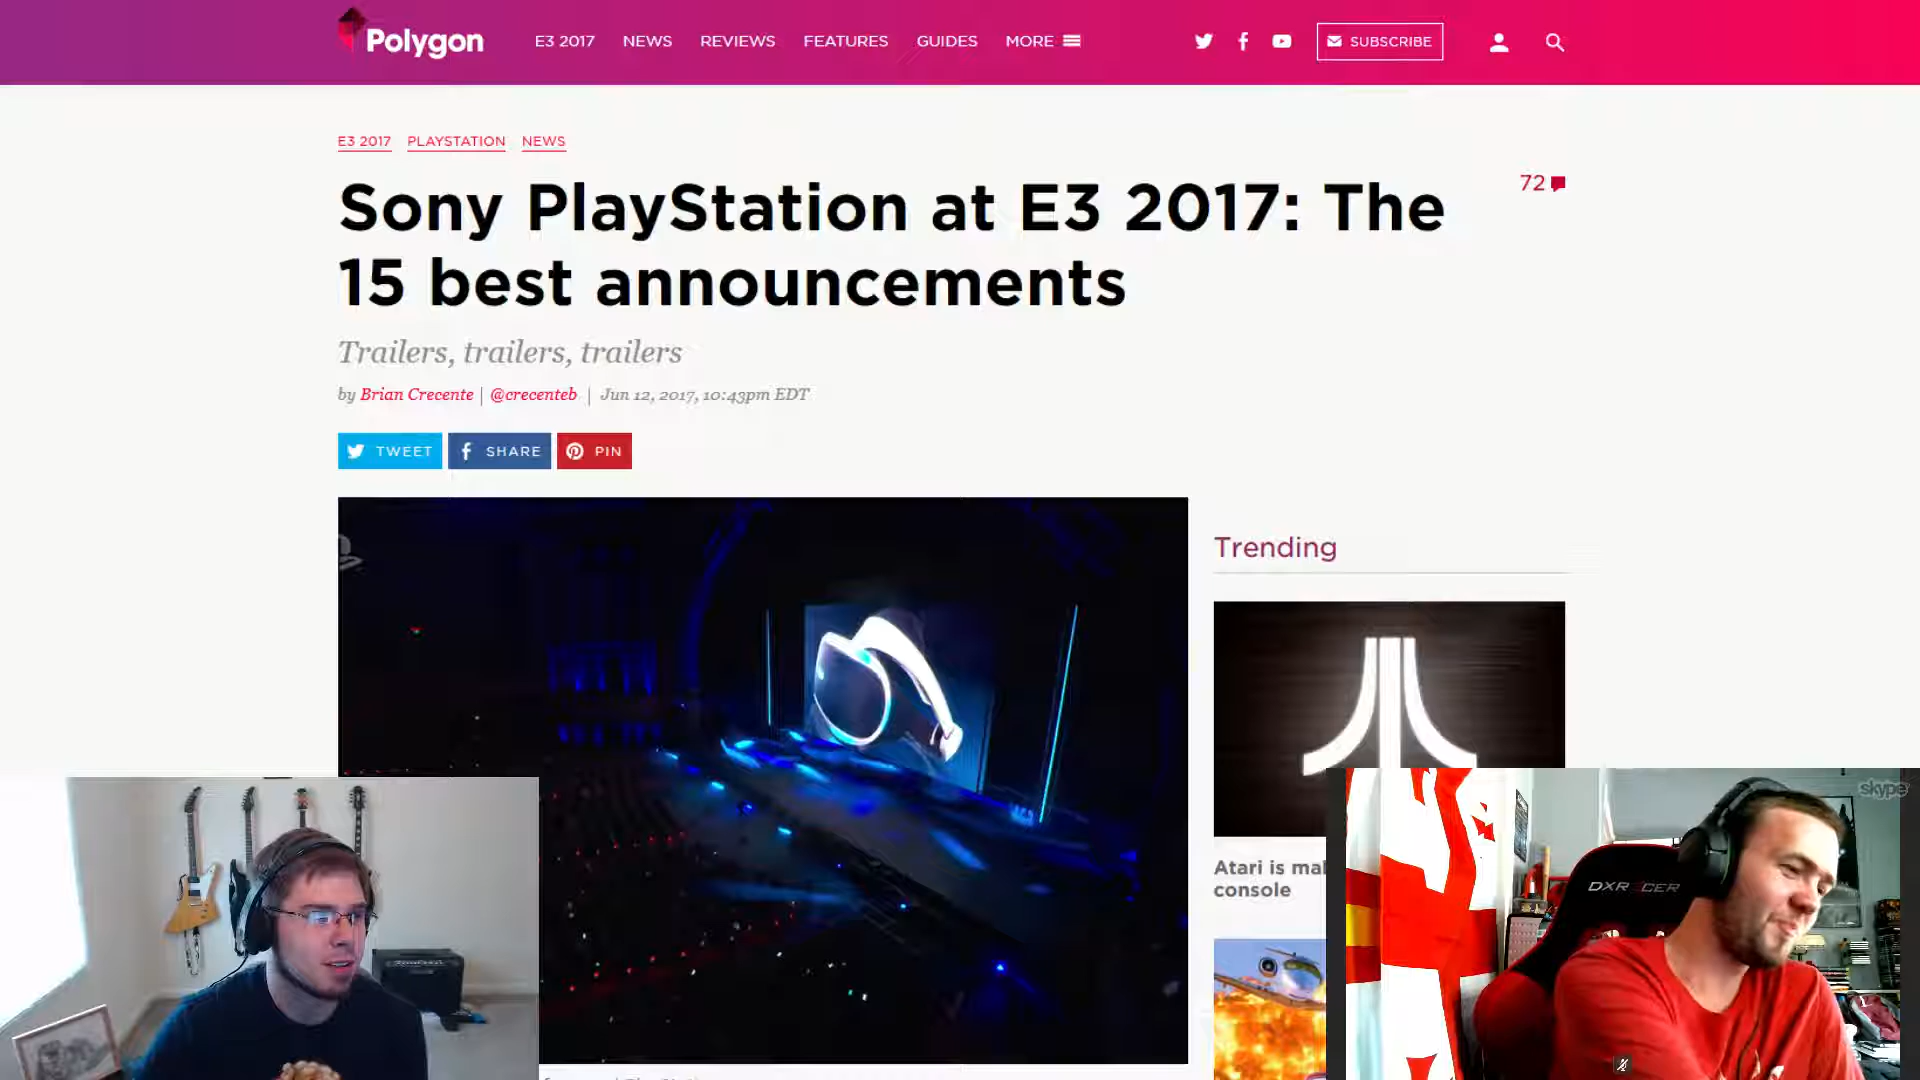 Polygon
E3 2017 NEWS REVIEWS FEATURES GUIDES MORE
SUBSCRIBE
E3 2017 PLAYSTATION NEWS
Sony PlayStation at E3 2017: The
15 best announcements
72
Trailers, trailers, trailers
by Brian Crecente | @crecenteb | Jun 12, 2017, 10:43pm EDT
TWEET SHARE PIN
Trending
Atari is
console
skype
DXRACER